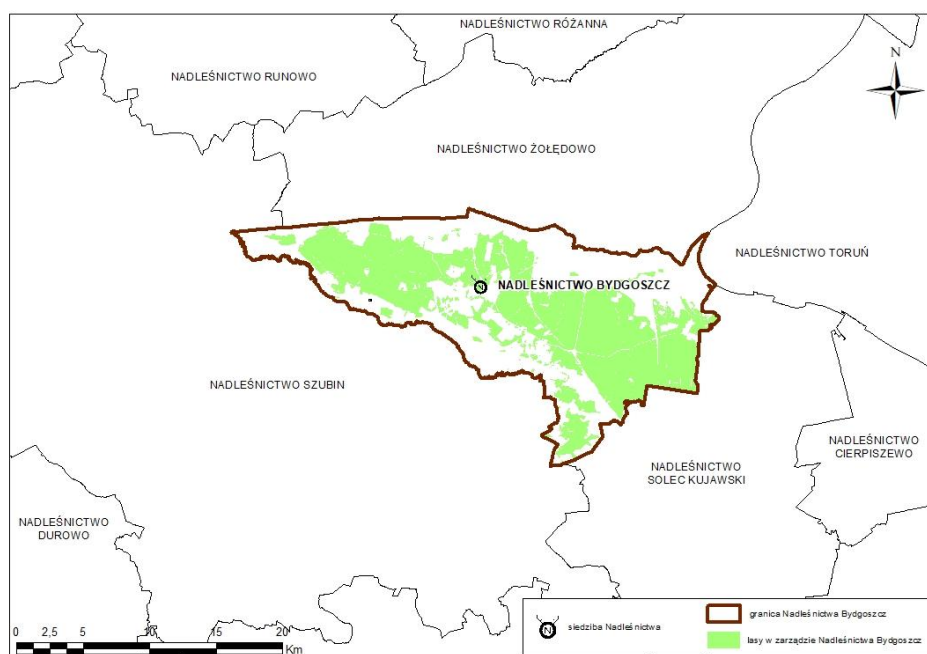 NADLEŚNICTWO RÓŻANNA
NADLEŚNICTWO RUNOWO
N
NADLEŚNICTWO ŻOŁĘDOWO
NADLEŚNICTWO TORUŃ
N
NADLEŚNICTWO BYDGOSZCZ
NADLEŚNICTWO SZUBIN
NADLEŚNICTWO
CIERPISZEWO
NADLEŚNICTWO
SOLEC KUJAWSKI
NADLEŚNICTWO
DUROWO
0 2,5 5 10 15 20
Km
N
siedziba Nadleśnictwa
granica Nadleśnictwa Bydgoszcz
lasy w zarządzie Nadleśnictwa Bydgoszcz